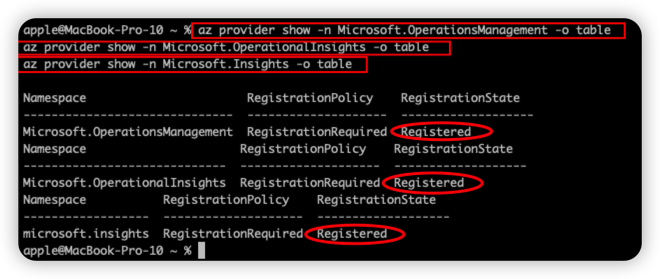 apple@MacBook-Pro-10 ~ % az provider show -n Microsoft.OperationsManagement -o table
az provider show -n Microsoft.OperationalInsights -o table
az provider show -n Microsoft.Insights -o table
Namespace                     RegistrationPolicy    RegistrationState
----------------------------  --------------------  -------------------
Microsoft.OperationsManagement  RegistrationRequired  Registered
Namespace                      RegistrationPolicy    RegistrationState
-----------------------------  --------------------  -------------------
Microsoft.OperationalInsights  RegistrationRequired  Registered
Namespace           RegistrationPolicy    RegistrationState
------------------  --------------------  -------------------
microsoft.insights  RegistrationRequired  Registered
apple@MacBook-Pro-10 ~ %